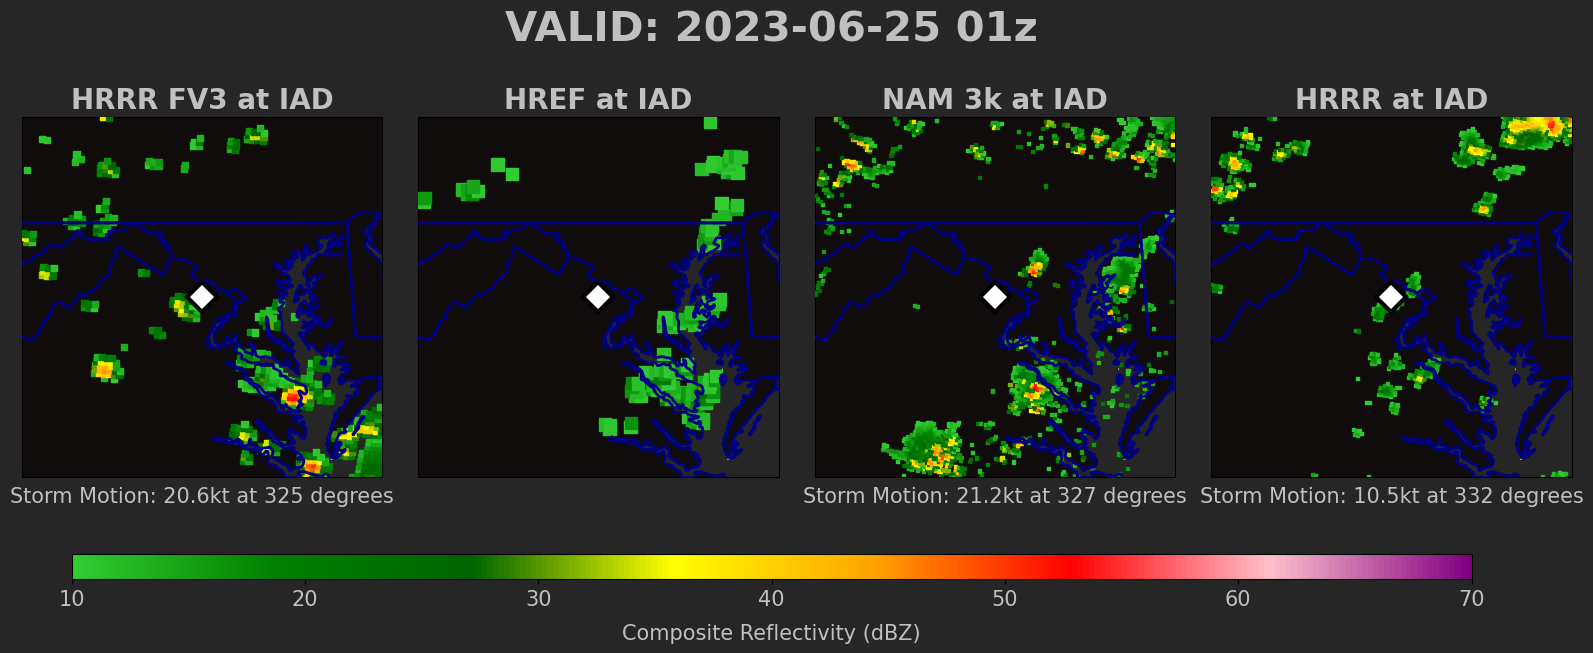 VALID: 2023-06-25 01z
HRRR FV3 at IAD
HREF at IAD
NAM 3k at IAD
HRRR at IAD
Storm Motion: 20.6kt at 325 degrees
Storm Motion: 21.2kt at 327 degrees
Storm Motion: 10.5kt at 332 degrees
10 20 30 40 50 60 70
Composite Reflectivity (dBZ)